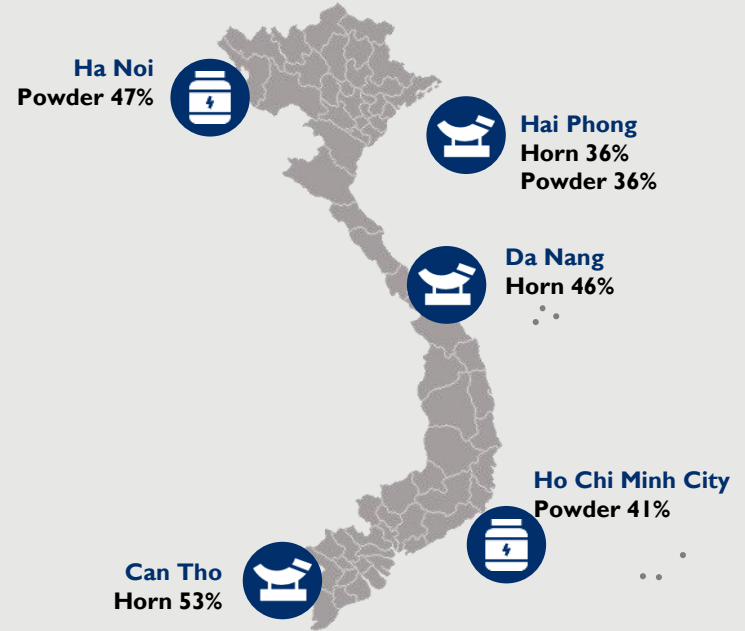 Ha Noi
Powder 47%
Hai Phong
Horn 36%
Powder 36%
Da Nang
Horn 46%
Ho Chi Minh City
Powder 41%
Can Tho
Horn 53%